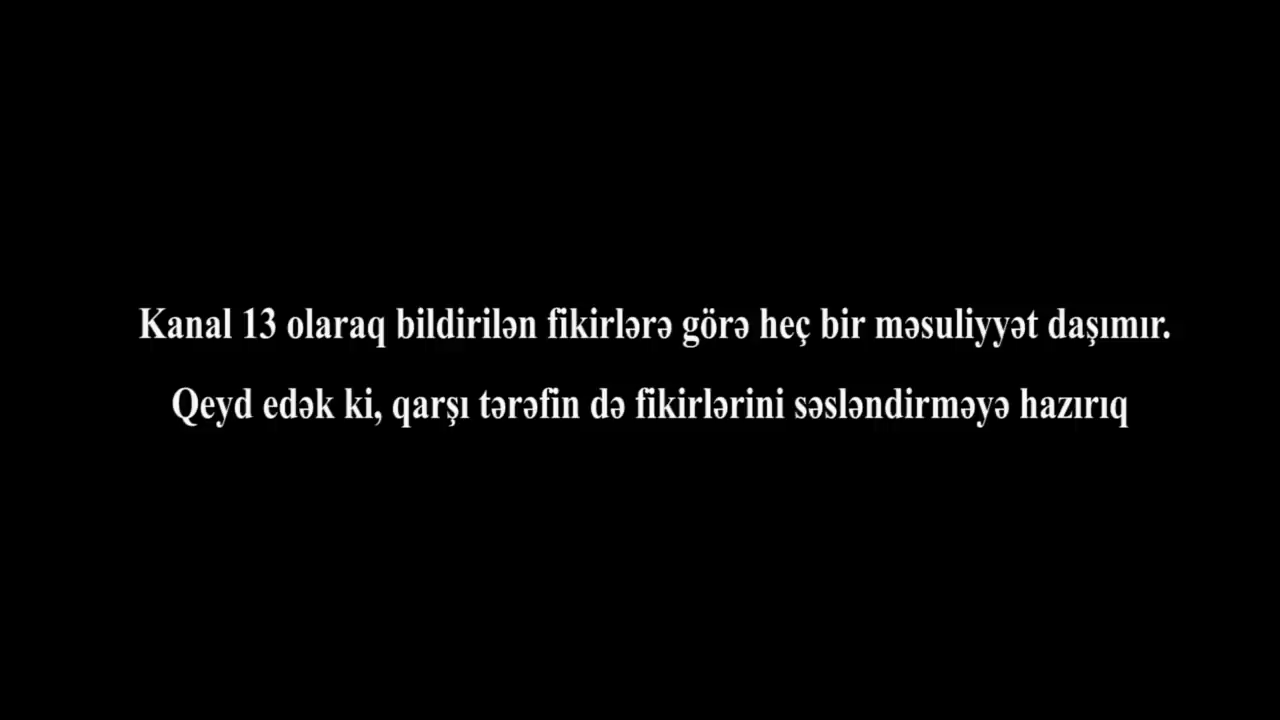 Kanal 13 olaraq bildirilən fikirlərə görə heç bir məsuliyyət daşımır.
Qeyd edək ki, qarşı tərəfin də fikirlərini səsləndirməyə hazırıq